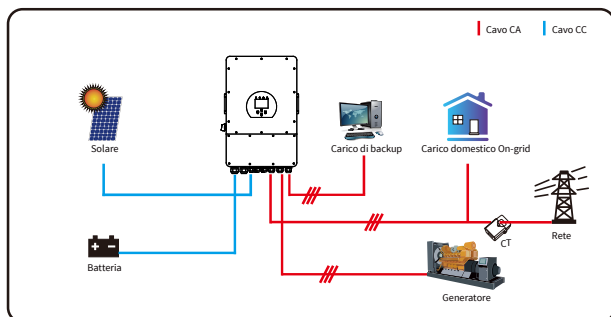 Cavo CA
Cavo CC
Solare
Carico di backup
Carico domestico On-grid
CT
Rete
Batteria
Generatore